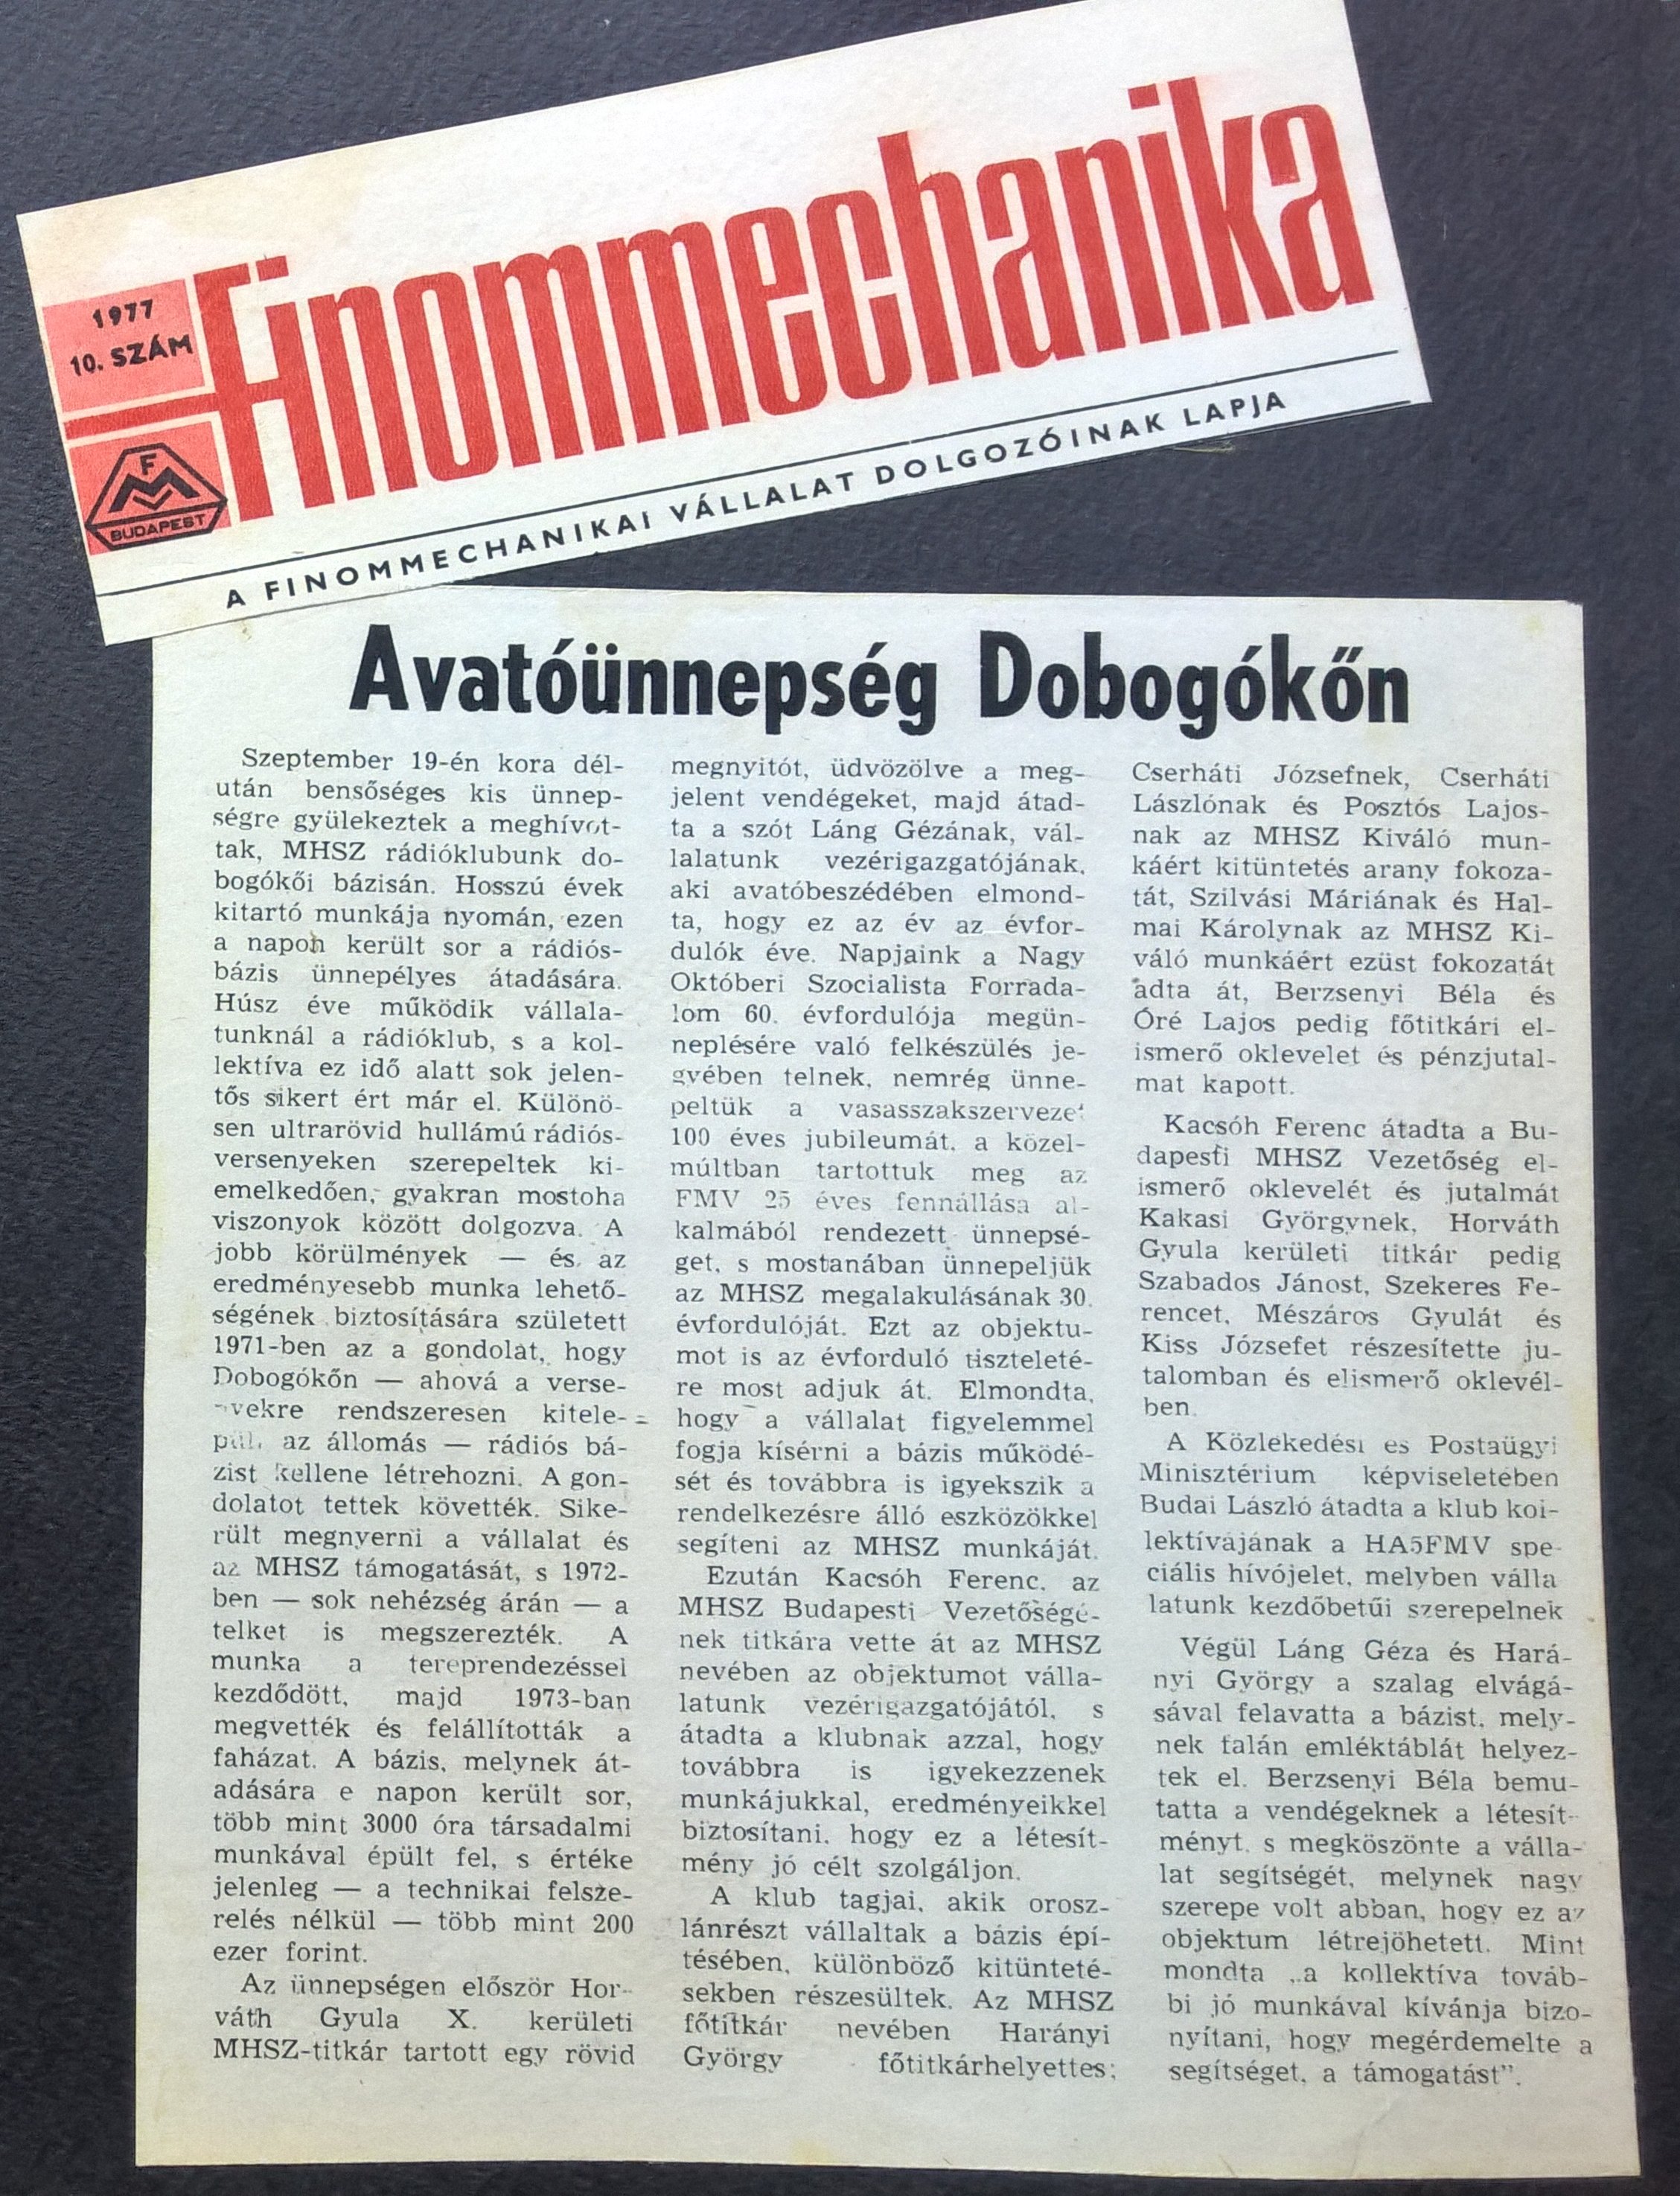 1977
10. SZÁM
Finommechanika
FMV
BUDAPEST
A FINOMMECHANIKAI VÁLLALAT DOLGOZÓINAK LAPJA
Avatóünnepség Dobogókőn
Szeptember 19-én kora dél-
után bensőséges kis ünnep-
ségre gyülekeztek a meghívot-
tak, MHSZ rádióklubunk do-
bogókői bázisán. Hosszú évek
kitartó munkája nyomán, ezen
a napon került sor a rádiós-
bázis ünnepélyes átadására.
Húsz éve működik vállala-
tunknál a rádióklub, s a kol-
lektíva ez idő alatt sok jelen-
tős sikert ért már el. Különö-
sen ultrarövid hullámú rádiós-
versenyeken szerepeltek ki-
emelkedően, gyakran mostoha
viszonyok között dolgozva. A
jobb körülmények — és az
eredményesebb munka lehető-
ségének biztosítására született
1971-ben az a gondolat, hogy
Dobogókőn — ahová a verse-
nyekre rendszeresen kitele-
pül, az állomás — rádiós bá-
zist kellene létrehozni. A gon-
dolatot tettek követték. Sike-
rült megnyerni a vállalat és
az MHSZ támogatását, s 1972-
ben — sok nehézség árán — a
telket is megszerezték. A
munka a tereprendezéssel
kezdődött, majd 1973-ban
megvették és felállították a
faházat. A bázis, melynek át-
adására e napon került sor,
több mint 3000 óra társadalmi
munkával épült fel, s értéke
jelenleg — a technikai felsze-
relés nélkül — több mint 200
ezer forint.
Az ünnepségen először Hor-
váth Gyula X. kerületi
MHSZ-titkár tartott egy rövid
megnyitót, üdvözölve a meg-
jelent vendégeket, majd átad-
ta a szót Láng Gézának, vál-
lalatunk vezérigazgatójának,
aki avatóbeszédében elmond-
ta, hogy ez az év az évfor-
dulók éve. Napjaink a Nagy
Októberi Szocialista Forrada-
lom 60. évfordulója megün-
neplésére való felkészülés je-
gyében telnek, nemrég ünne-
peltük a vasasszakszervezet
100 éves jubileumát, a közel-
múltban tartottuk meg az
FMV 25 éves fennállása al-
kalmából rendezett ünnepsé-
get, s mostanában ünnepeljük
az MHSZ megalakulásának 30.
évfordulóját. Ezt az objektu-
mot is az évforduló tiszteleté-
re most adjuk át. Elmondta,
hogy a vállalat figyelemmel
fogja kísérni a bázis működé-
sét és továbbra is igyekszik a
rendelkezésre álló eszközökkel
segíteni az MHSZ munkáját.
Ezután Kacsóh Ferenc, az
MHSZ Budapesti Vezetőségé-
nek titkára vette át az MHSZ
nevében az objektumot válla-
latunk vezérigazgatójától, s
átadta a klubnak azzal, hogy
továbbra is igyekezzenek
munkájukkal, eredményeikkel
biztosítani, hogy ez a létesít-
mény jó célt szolgáljon.
A klub tagjai, akik orosz-
lánrészt vállaltak a bázis épí-
tésében, különböző kitünteté-
sekben részesültek. Az MHSZ
főtitkár nevében Harányi
György főtitkárhelyettes;
Cserháti Józsefnek, Cserháti
Lászlónak és Posztós Lajos-
nak az MHSZ Kiváló mun-
káért kitüntetés arany fokoza-
tát, Szilvási Máriának és Hal-
mai Károlynak az MHSZ Ki-
váló munkáért ezüst fokozatát
adta át, Berzsenyi Béla és
Óré Lajos pedig főtitkári el-
ismerő oklevelet és pénzjutal-
mat kapott.
Kacsóh Ferenc átadta a Bu-
dapesti MHSZ Vezetőség el-
ismerő oklevelét és jutalmát
Kakasi Györgynek, Horváth
Gyula kerületi titkár pedig
Szabados Jánost, Szekeres Fe-
rencet, Mészáros Gyulát és
Kiss Józsefet részesítette ju-
talomban és elismerő oklevél-
ben.
A Közlekedési és Postaügyi
Minisztérium képviseletében
Budai László átadta a klub kol-
lektívájának a HA5FMV spe-
ciális hívójelet, melyben válla
latunk kezdőbetűi szerepelnek
Végül Láng Géza és Hará-
nyi György a szalag elvágá-
sával felavatta a bázist, mely-
nek falán emléktáblát helyez-
tek el. Berzsenyi Béla bemu-
tatta a vendégeknek a létesít-
ményt, s megköszönte a válla-
lat segítségét, melynek nagy
szerepe volt abban, hogy ez az
objektum létrejöhetett. Mint
mondta „a kollektíva továb-
bi jó munkával kívánja bizo-
nyítani, hogy megérdemelte a
segítséget, a támogatást”.